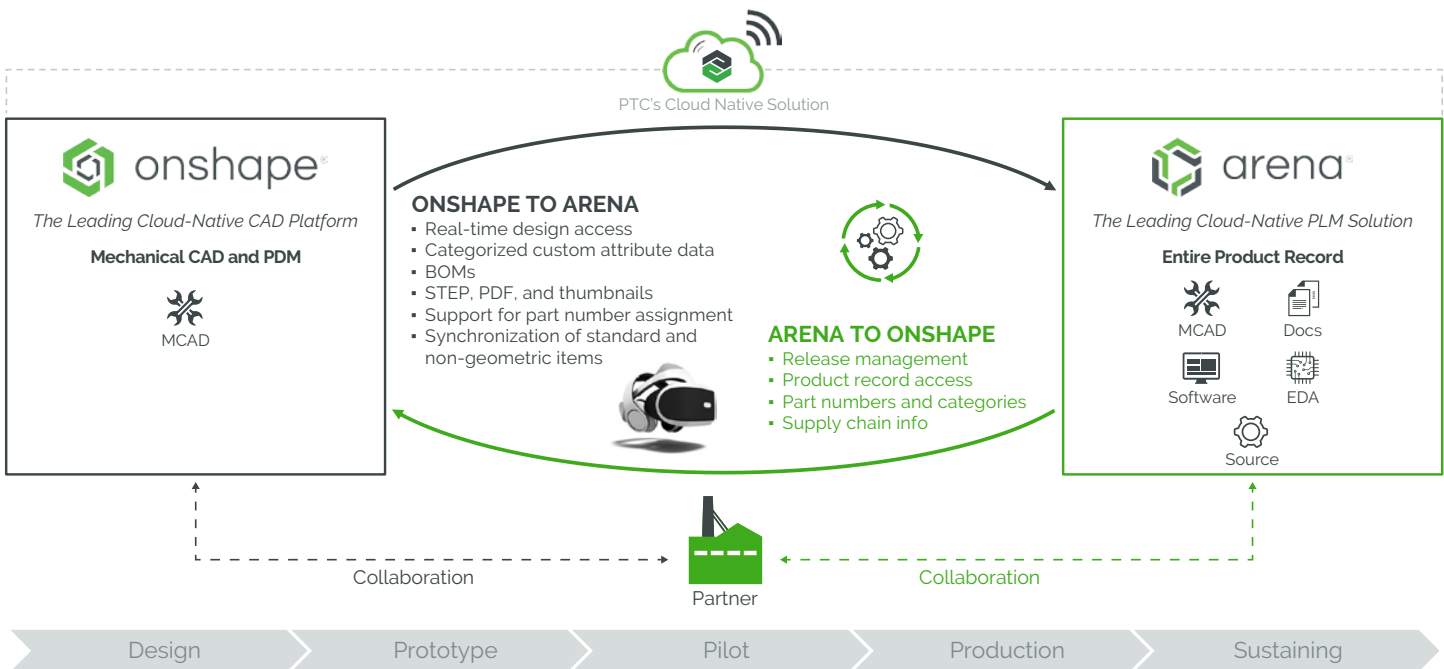 PTC's Cloud Native Solution
onshape®
The Leading Cloud-Native CAD Platform
Mechanical CAD and PDM
MCAD
ONSHAPE TO ARENA
▪ Real-time design access
▪ Categorized custom attribute data
▪ BOMs
▪ STEP, PDF, and thumbnails
▪ Support for part number assignment
▪ Synchronization of standard and
non-geometric items
ARENA TO ONSHAPE
▪ Release management
▪ Product record access
▪ Part numbers and categories
▪ Supply chain info
arena®
The Leading Cloud-Native PLM Solution
Entire Product Record
MCAD
Docs
Software
EDA
Source
Collaboration
Partner
Collaboration
Design
Prototype
Pilot
Production
Sustaining